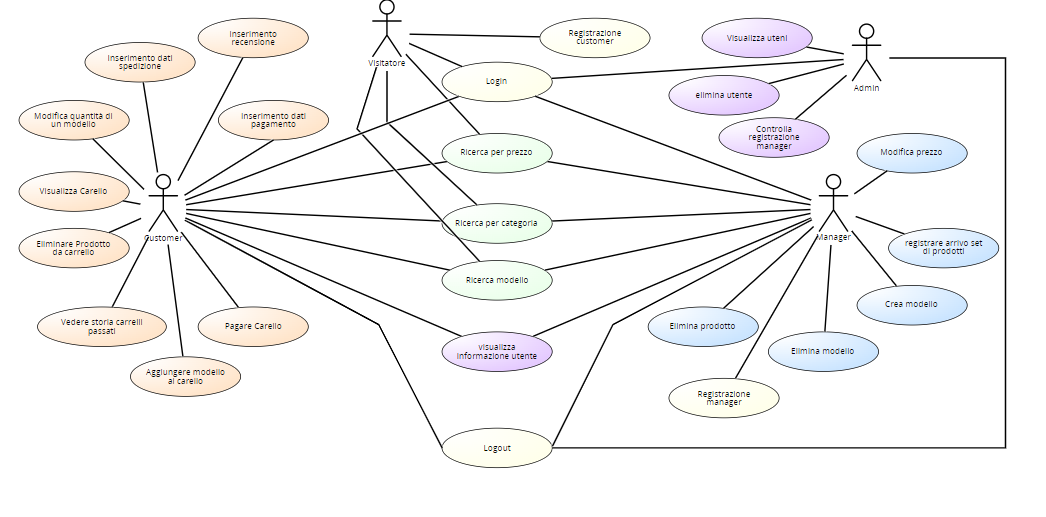 Inserimento
recensione
Registrazione
customer
Visualizza uteni
Inserimento dati
spedizione
Visitatore
Login
Admin
elimina utente
Modifica quantità di
un modello
Inserimento dati
pagamento
Controlla
registrazione
manager
Ricerca per prezzo
Modifica prezzo
Visualizza Carello
Ricerca per categoria
Customer
Manager
Eliminare Prodotto
da carrello
registrare arrivo set
di prodotti
Ricerca modello
Crea modello
Vedere storia carrelli
passati
Pagare Carello
Elimina prodotto
visualizza
informazione utente
Elimina modello
Aggiungere modello
al carello
Registrazione
manager
Logout